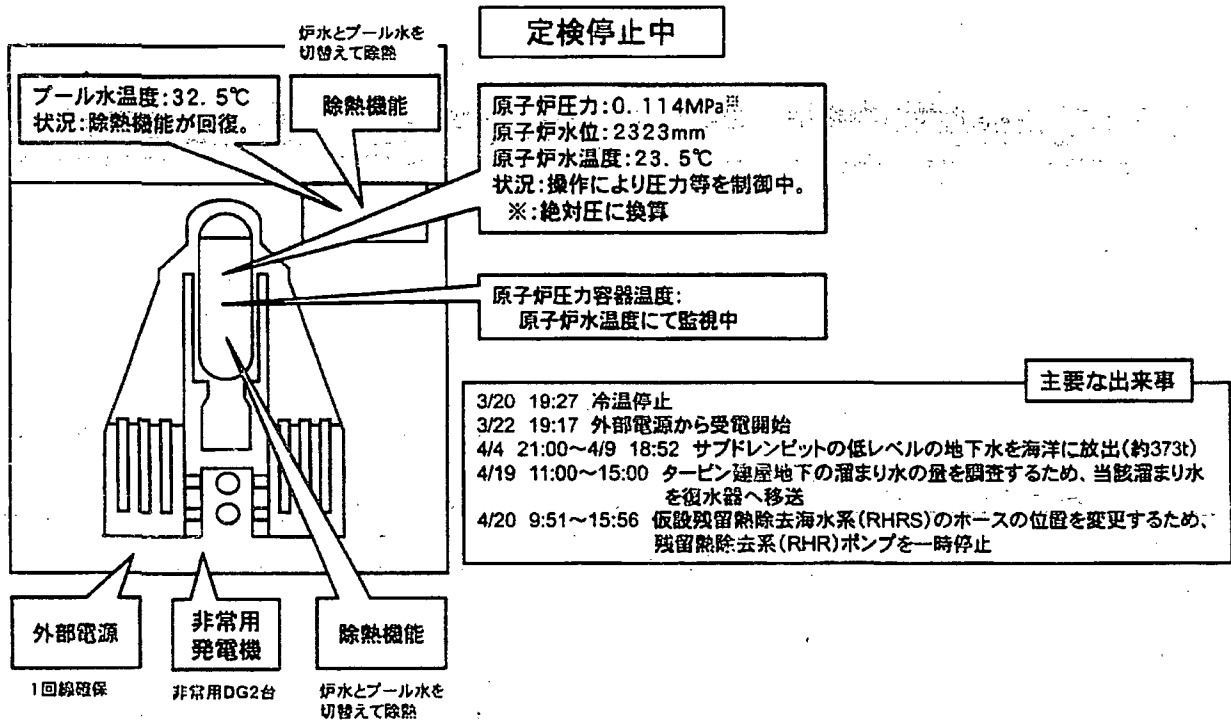 炉水とプール水を
切替えて除熱
定検停止中
プール水温度:32. 5℃
状況:除熱機能が回復。
除熱機能
原子炉圧力:0. 114MPa※
原子炉水位:2323mm
原子炉水温度:23. 5℃
状況:操作により圧力等を制御中。
※:絶対圧に換算
原子炉圧力容器温度:
原子炉水温度にて監視中
主要な出来事
3/20 19:27 冷温停止
3/22 19:17 外部電源から受電開始
4/4 21:00～4/9 18:52 サブドレンピットの低レベルの地下水を海洋に放出(約373t)
4/19 11:00～15:00 タービン建屋地下の溜まり水の量を調査するため、当該溜まり水
を復水器へ移送
4/20 9:51～15:56 仮設残留熱除去海水系(RHRS)のホースの位置を変更するため、
残留熱除去系(RHR)ポンプを一時停止
外部電源
非常用
発電機
除熱機能
1回線確保
非常用DG2台
炉水とプール水を
切替えて除熱